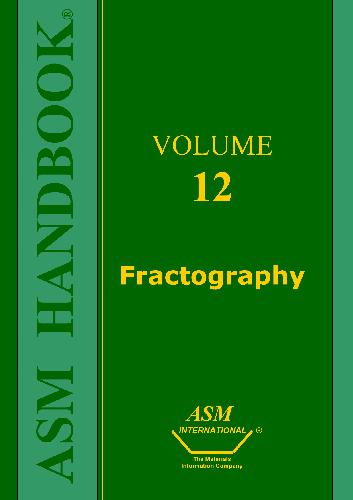 ASM HANDBOOK®
VOLUME
12
Fractography
ASM
INTERNATIONAL ®
The Materials
Information Company